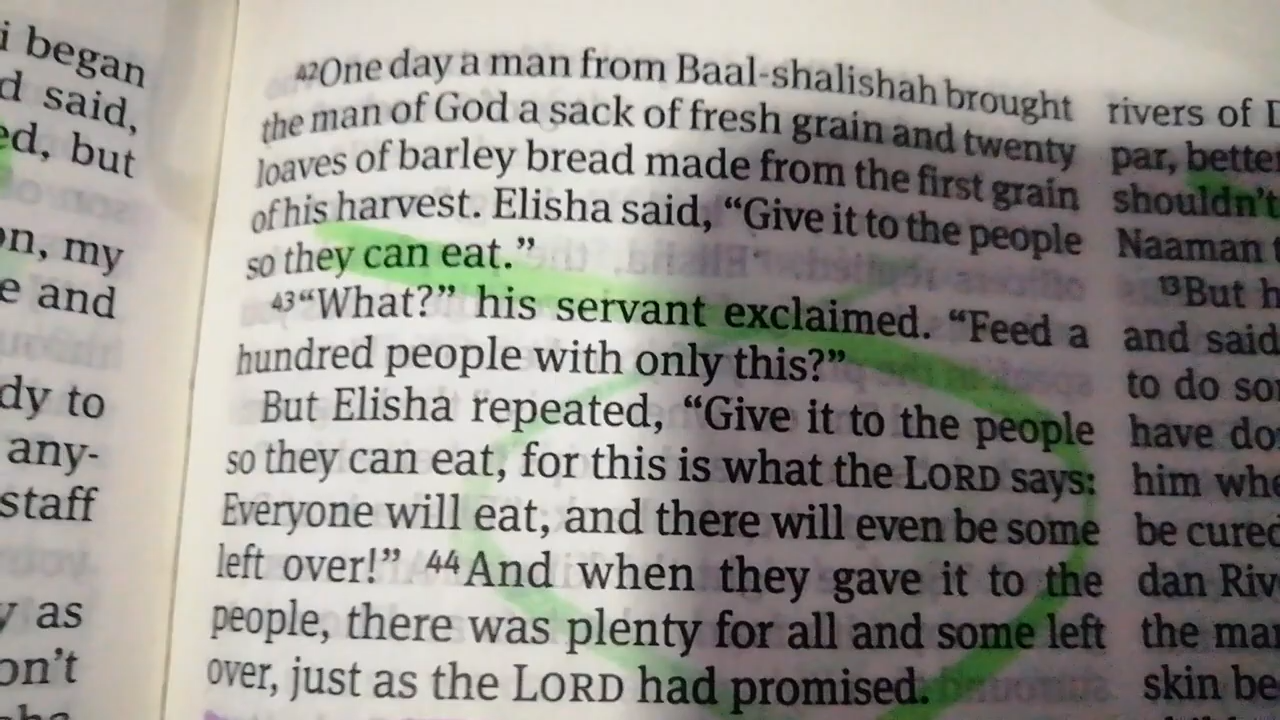 i began
d said,
ed, but
on, my
e and
dy to
any-
staff
y as
on't
42One day a man from Baal-shalishah brought
the man of God a sack of fresh grain and twenty
loaves of barley bread made from the first grain
of his harvest. Elisha said, “Give it to the people
so they can eat.”
43“What?” his servant exclaimed. “Feed a
hundred people with only this?”
But Elisha repeated, “Give it to the people
so they can eat, for this is what the LORD says:
Everyone will eat, and there will even be some
left over!” 44And when they gave it to the
people, there was plenty for all and some left
over, just as the LORD had promised.
rivers of D
par, better
shouldn't
Naaman t
13But h
and said
to do so
have do
him whe
be cured
dan Riv
the ma
skin be